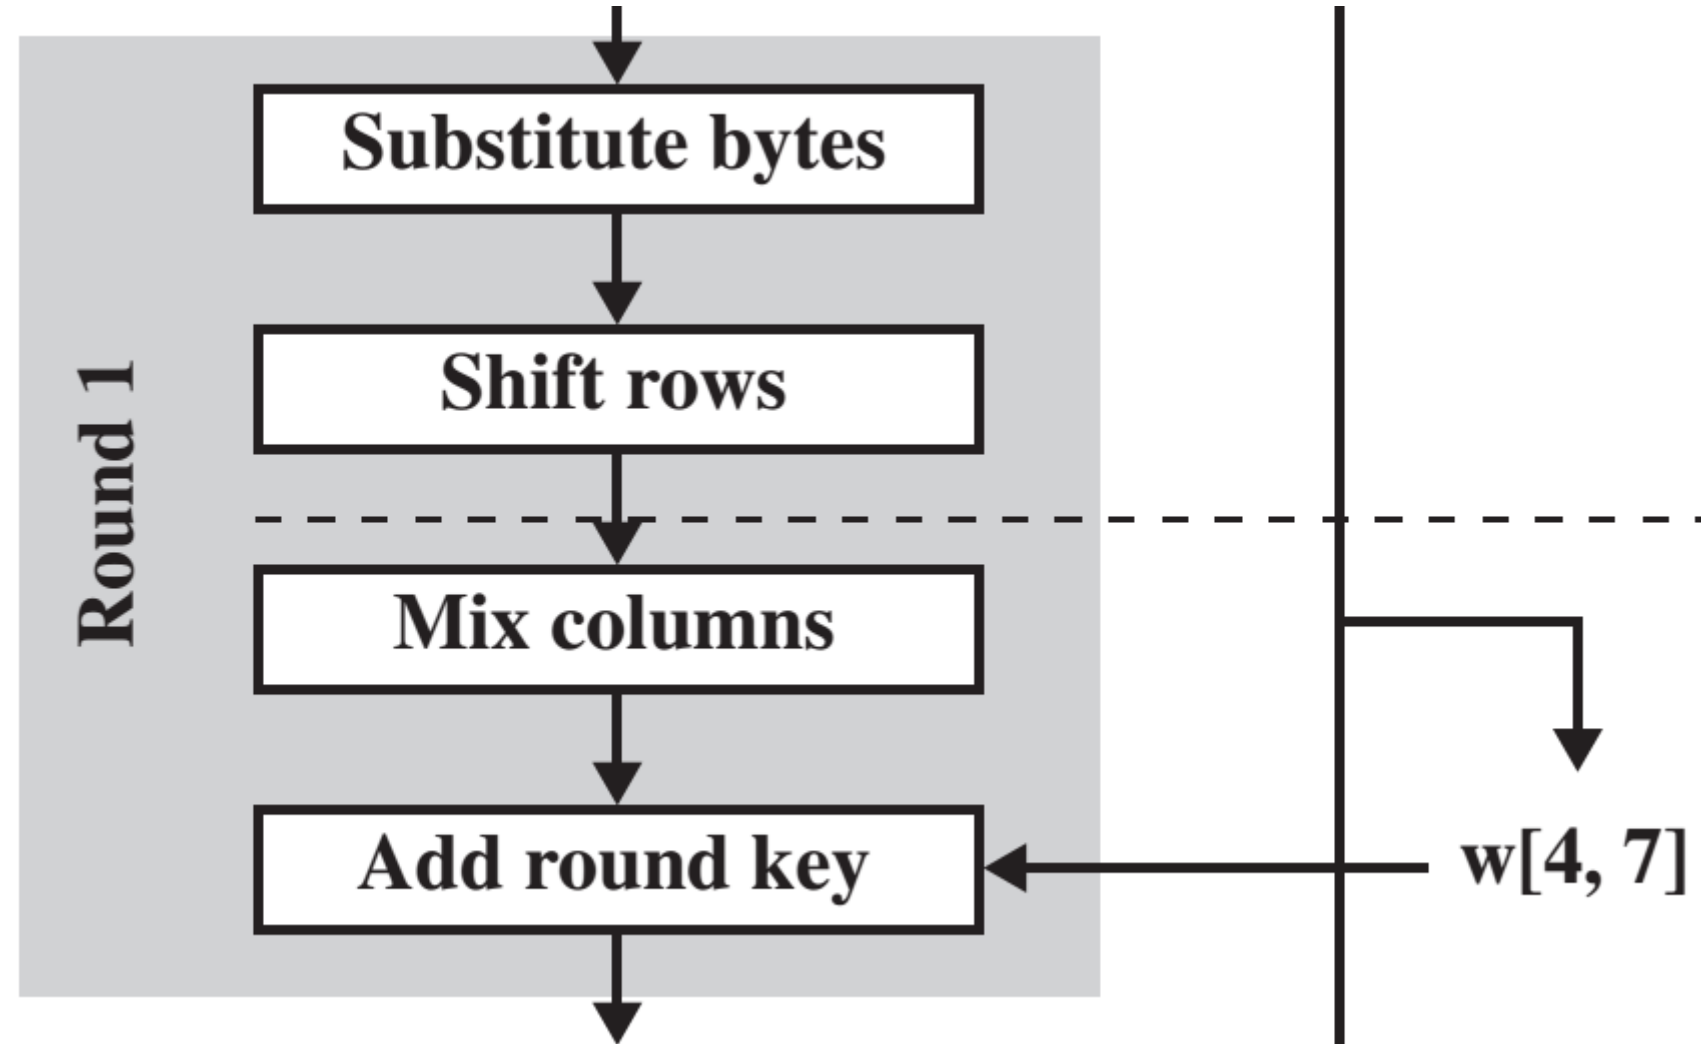 Substitute bytes
Shift rows
Round 1
Mix columns
Add round key
w[4, 7]